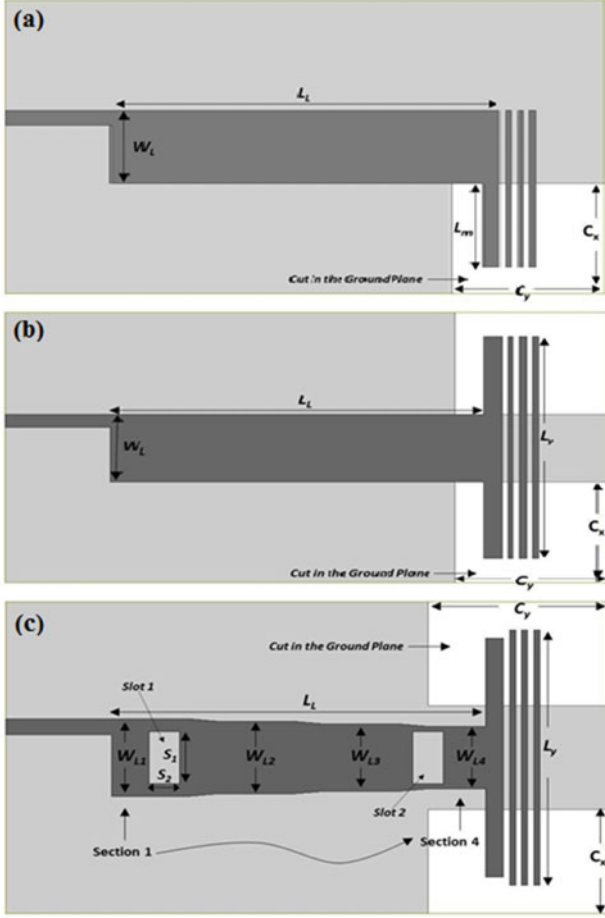 (a)
L_L
W_L
L_m
C_x
Cut in the Ground Plane
C_y
(b)
L_L
W_L
L_y
C_x
Cut in the Ground Plane
C_y
(c)
C_y
Cut in the Ground Plane
Slot 1
L_L
W_L1
S_1
S_2
W_L2
W_L3
W_L4
L_y
Slot 2
Section 1
Section 4
C_x